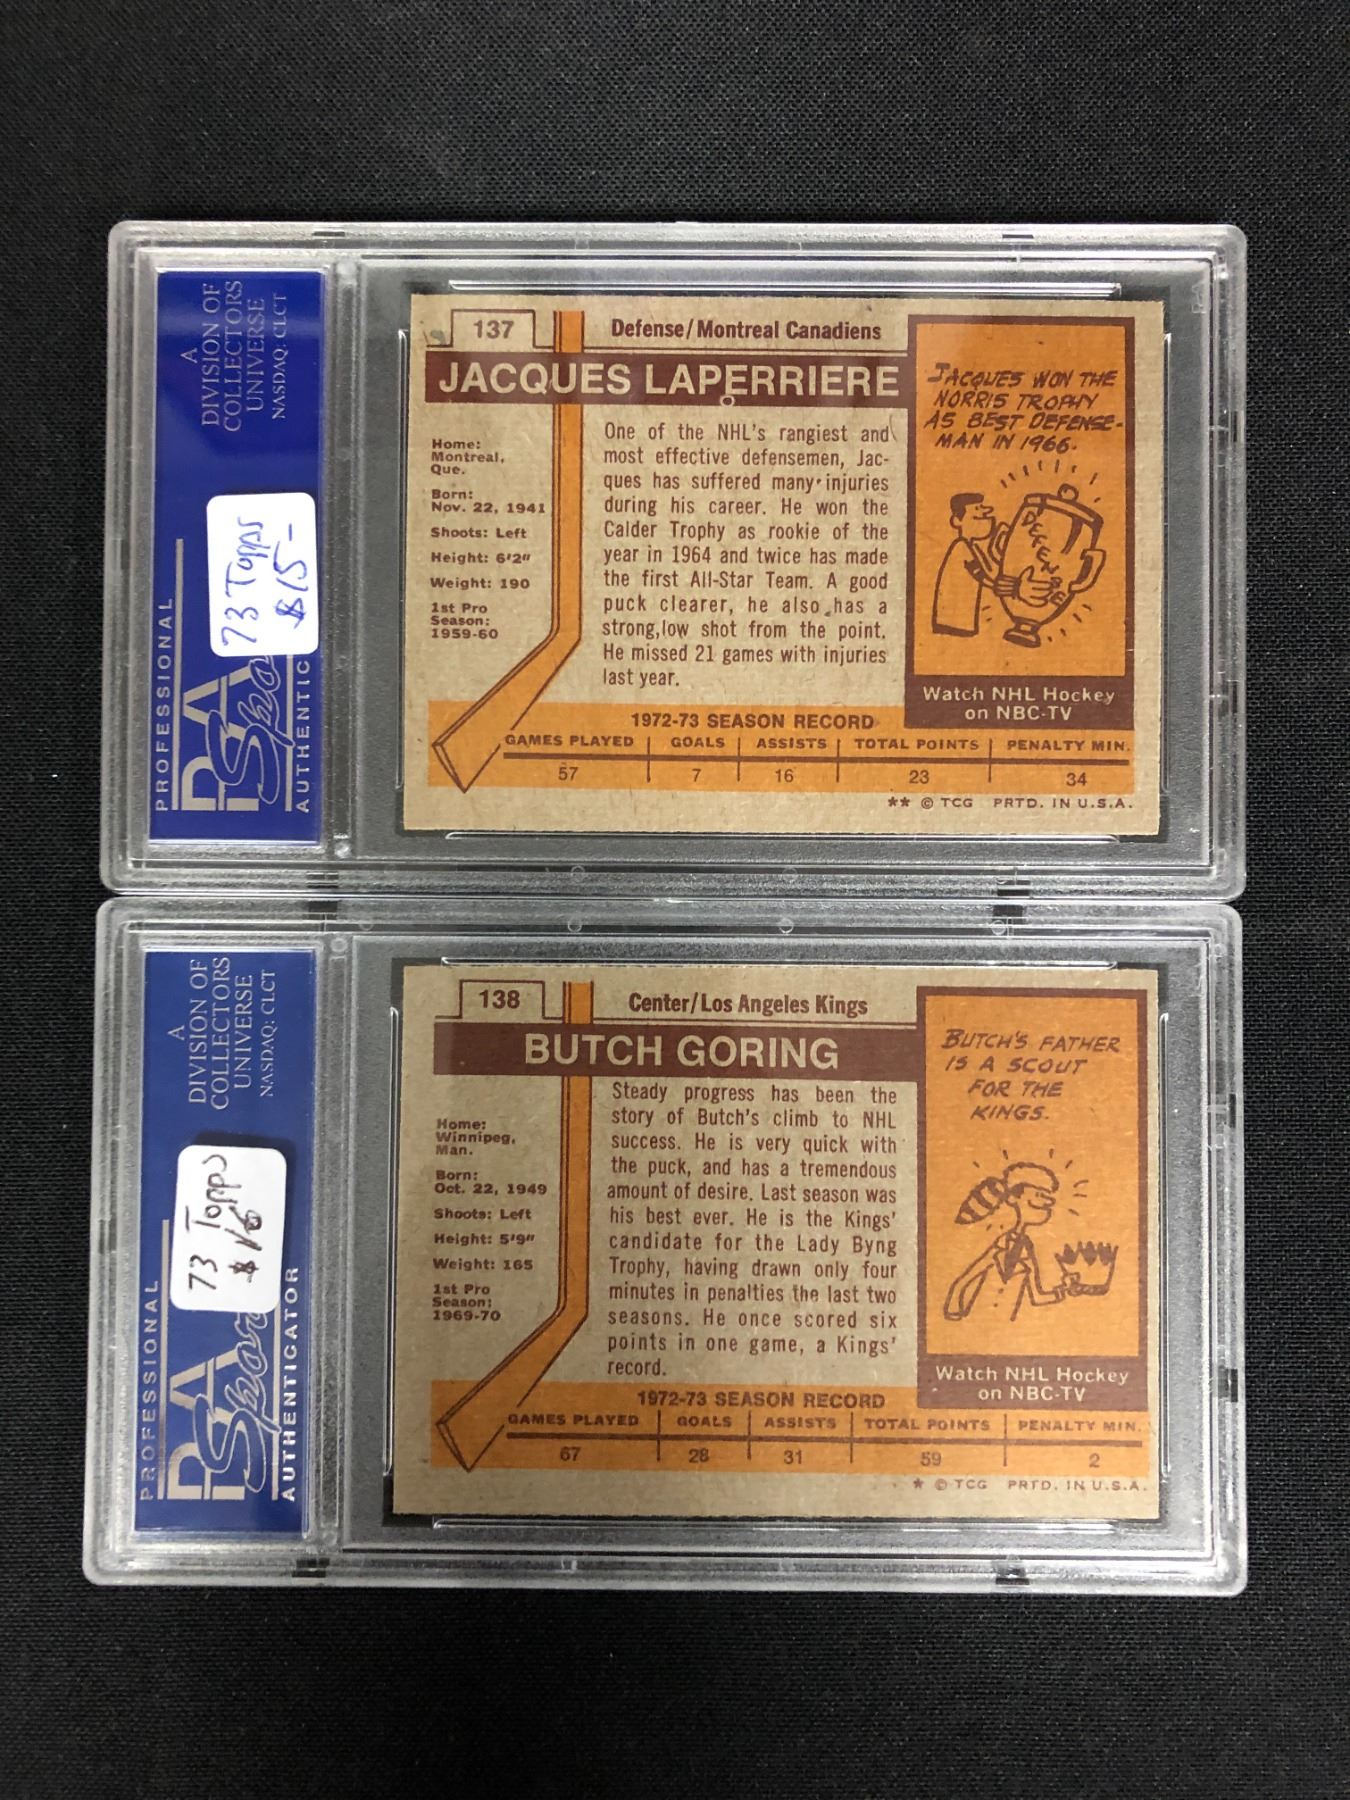 A
DIVISION OF
COLLECTORS
UNIVERSE
NASDAQ: CLCT
73 Topps
$15-
PROFESSIONAL
PSA
AUTHENTIC
137
Defense/Montreal Canadiens
JACQUES LAPERRIERE
Home:
Montreal,
Que.
Born:
Nov. 22, 1941
Shoots: Left
Height: 6'2"
Weight: 190
1st Pro
Season:
1959-60
One of the NHL's rangiest and
most effective defensemen, Jac-
ques has suffered many injuries
during his career. He won the
Calder Trophy as rookie of the
year in 1964 and twice has made
the first All-Star Team. A good
puck clearer, he also has a
strong, low shot from the point.
He missed 21 games with injuries
last year.
JACQUES WON THE
NORRIS TROPHY
AS BEST DEFENSE-
MAN IN 1966.
DEFENSE
Watch NHL Hockey
on NBC-TV
1972-73 SEASON RECORD
GAMES PLAYED GOALS ASSISTS TOTAL POINTS PENALTY MIN.
57 7 16 23 34
** © TCG PRTD. IN U.S.A.
A
DIVISION OF
COLLECTORS
UNIVERSE
NASDAQ: CLCT
73 Topps
PROFESSIONAL
PSA
AUTHENTICATOR
138
Center/Los Angeles Kings
BUTCH GORING
Home:
Winnipeg,
Man.
Born:
Oct. 22, 1949
Shoots: Left
Height: 5'9"
Weight: 165
1st Pro
Season:
1969-70
Steady progress has been the
story of Butch's climb to NHL
success. He is very quick with
the puck, and has a tremendous
amount of desire. Last season was
his best ever. He is the Kings'
candidate for the Lady Byng
Trophy, having drawn only four
minutes in penalties the last two
seasons. He once scored six
points in one game, a Kings'
record.
BUTCH'S FATHER
IS A SCOUT
FOR THE
KINGS.
Watch NHL Hockey
on NBC-TV
1972-73 SEASON RECORD
GAMES PLAYED GOALS ASSISTS TOTAL POINTS PENALTY MIN.
67 28 31 59 2
* © TCG PRTD. IN U.S.A.